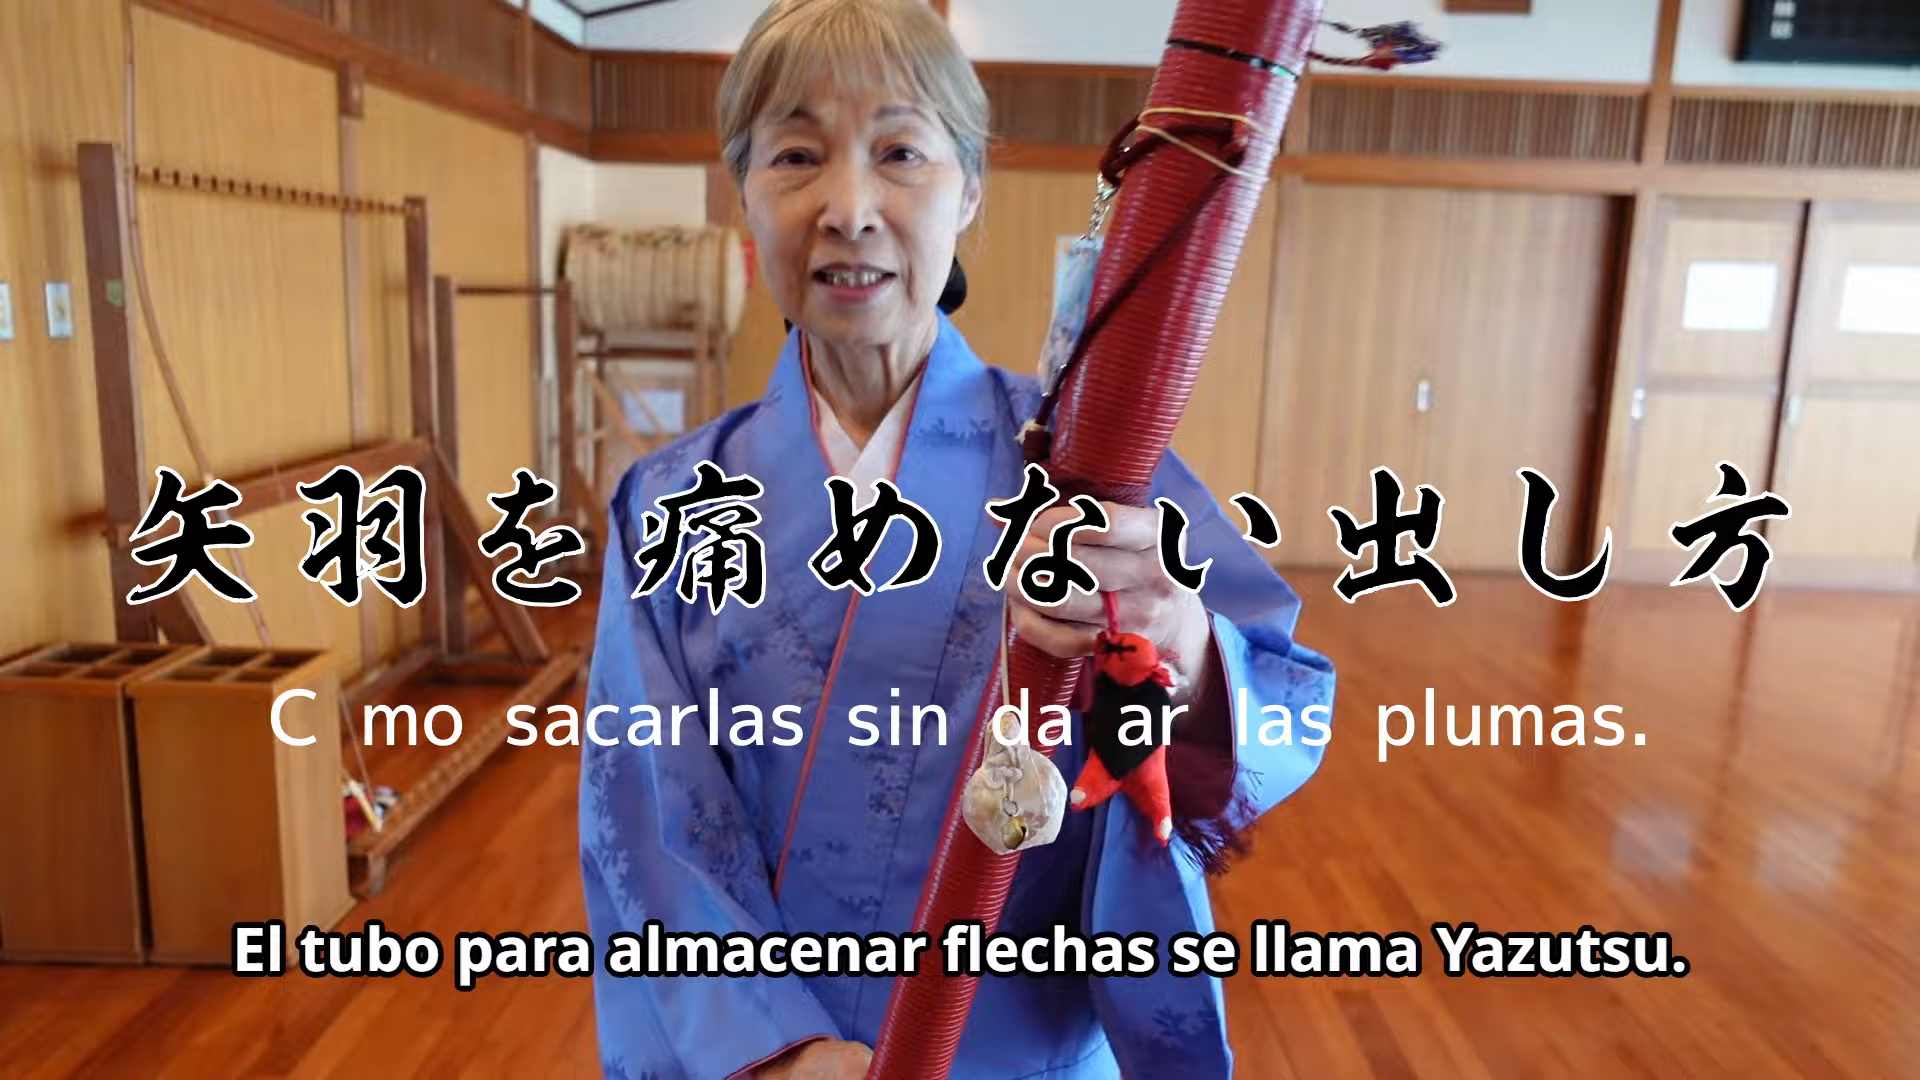 矢羽を痛めない出し方
C mo sacarlas sin da ar las plumas.
El tubo para almacenar flechas se llama Yazutsu.